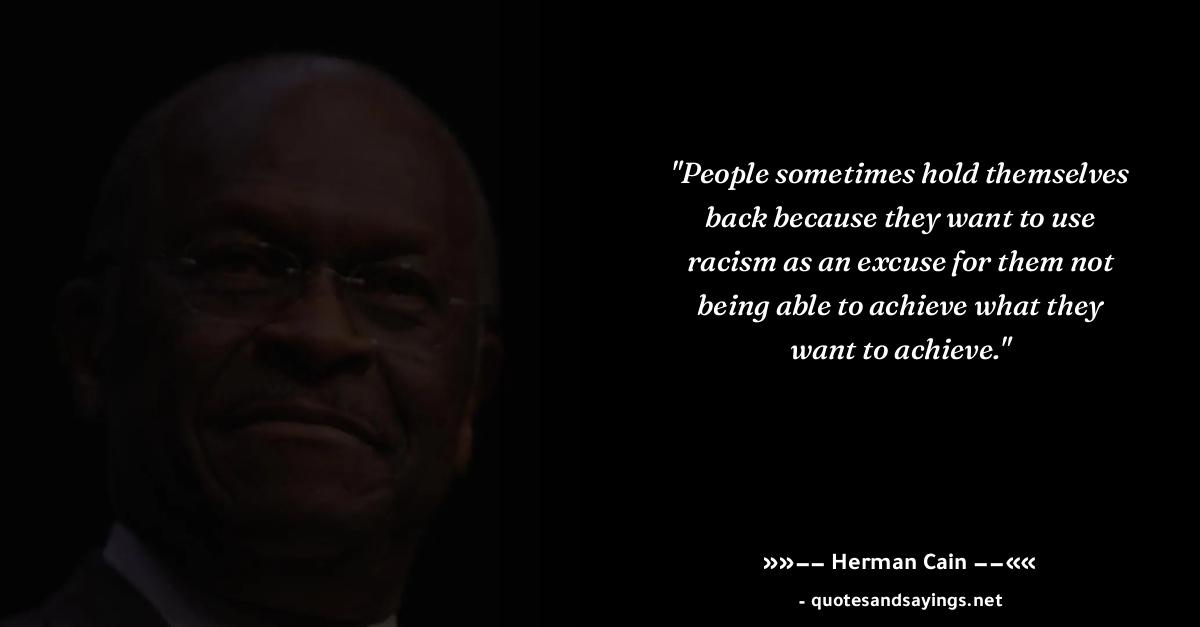 "People sometimes hold themselves
back because they want to use
racism as an excuse for them not
being able to achieve what they
want to achieve."
»»−− Herman Cain −−««
- quotesandsayings.net